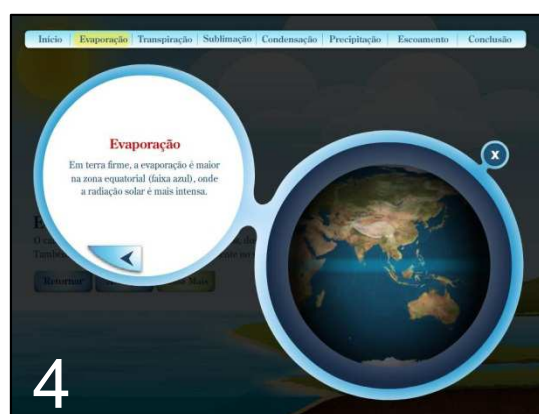 Início Evaporação Transpiração Sublimação Condensação Precipitação Escoamento Conclusão
Evaporação
Em terra firme, a evaporação é maior
na zona equatorial (faixa azul), onde
a radiação solar é mais intensa.
X
Retornar Mais
4